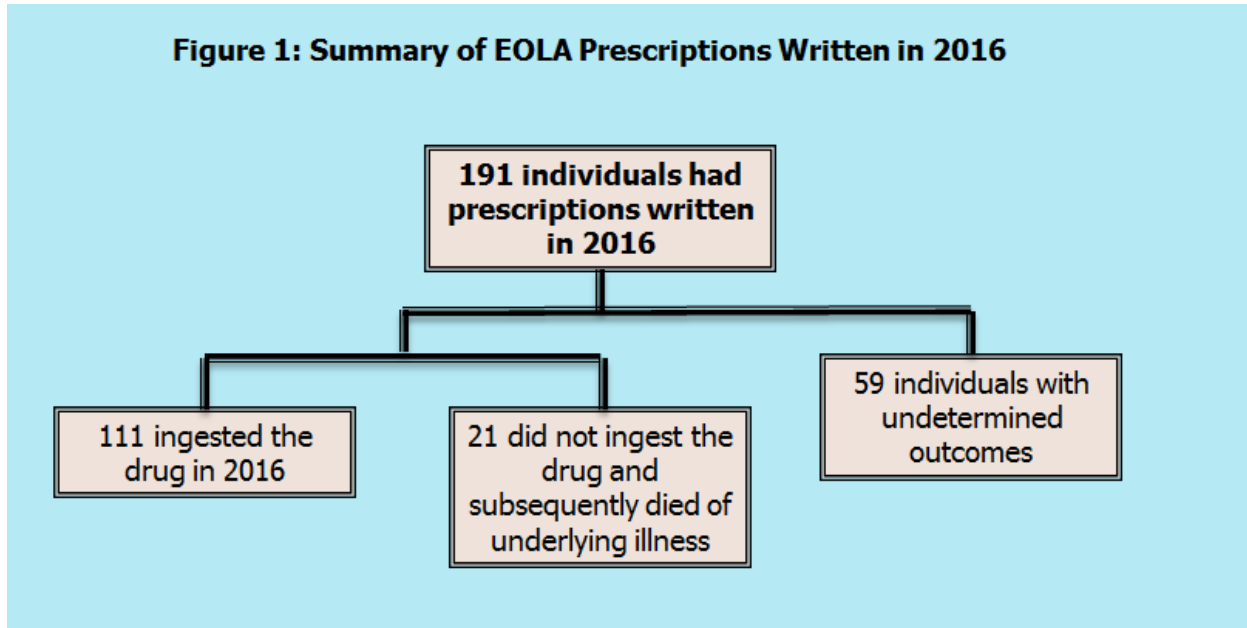 Figure 1: Summary of EOLA Prescriptions Written in 2016
191 individuals had
prescriptions written
in 2016
111 ingested the
drug in 2016
21 did not ingest the
drug and
subsequently died of
underlying illness
59 individuals with
undetermined
outcomes